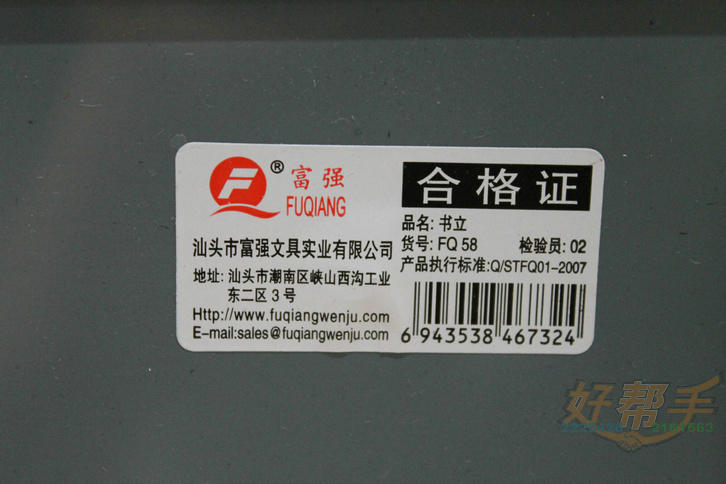 富强
FUQIANG
汕头市富强文具实业有限公司
地址: 汕头市潮南区峡山西沟工业
东二区3号
Http://www.fuqiangwenju.com
E-mail:sales@fuqiangwenju.com
合格证
品名: 书立
货号: FQ 58 检验员: 02
产品执行标准:Q/STFQ01-2007
6 943538 467324
好帮手